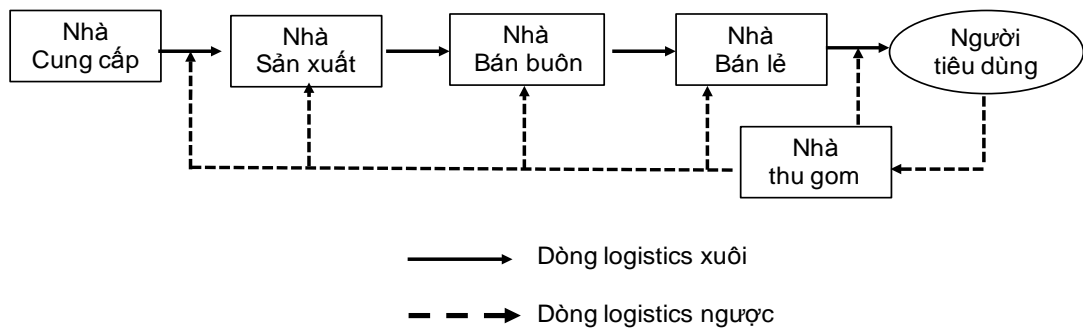 Nhà
Cung cấp
Nhà
Sản xuất
Nhà
Bán buôn
Nhà
Bán lẻ
Người
tiêu dùng
Nhà
thu gom
Dòng logistics xuôi
Dòng logistics ngược